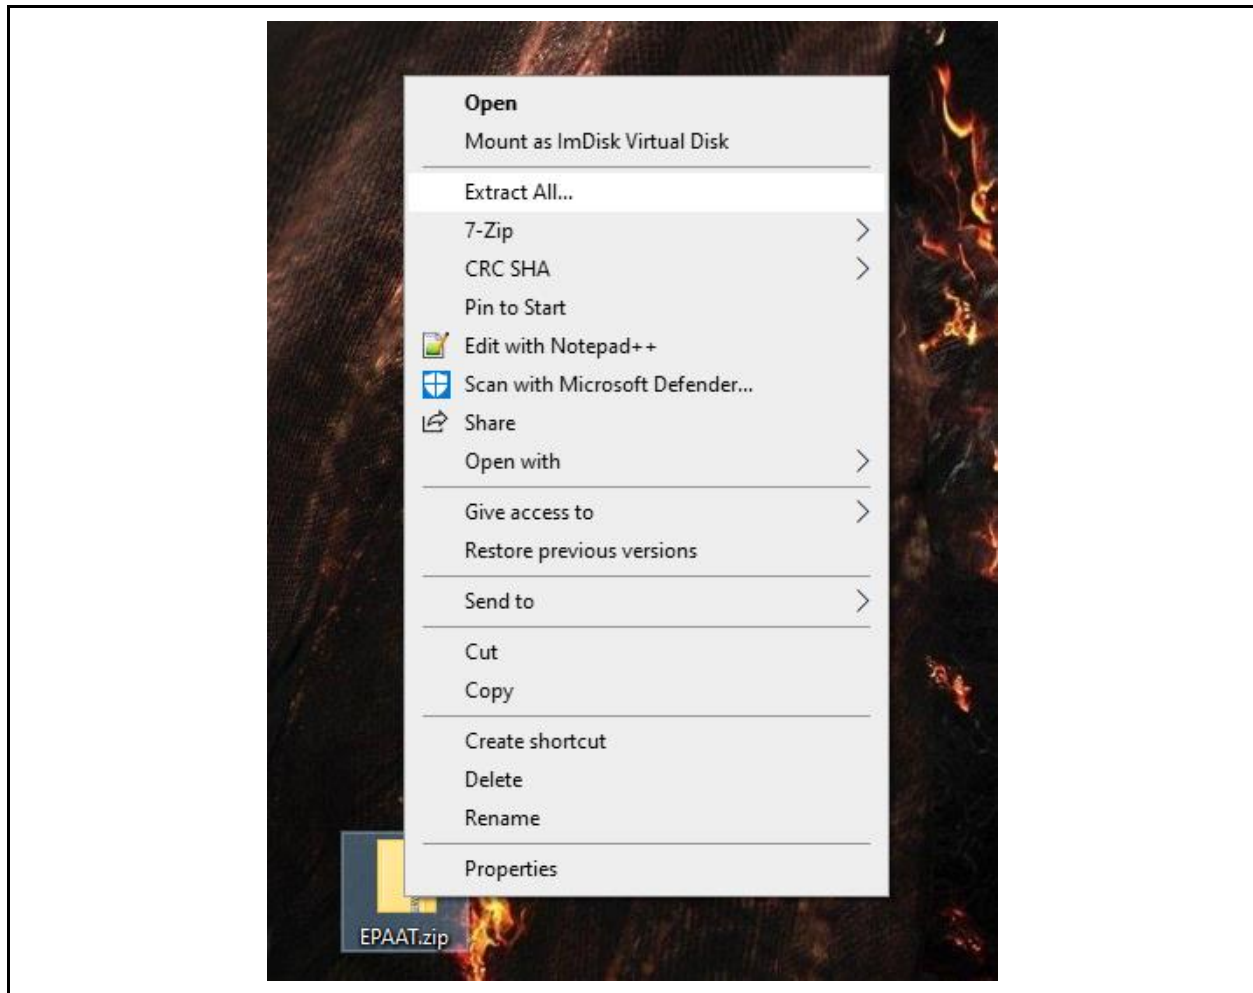 Open
Mount as ImDisk Virtual Disk
Extract All...
7-Zip
CRC SHA
Pin to Start
Edit with Notepad++
Scan with Microsoft Defender...
Share
Open with
Give access to
Restore previous versions
Send to
Cut
Copy
Create shortcut
Delete
Rename
Properties
EPAAT.zip